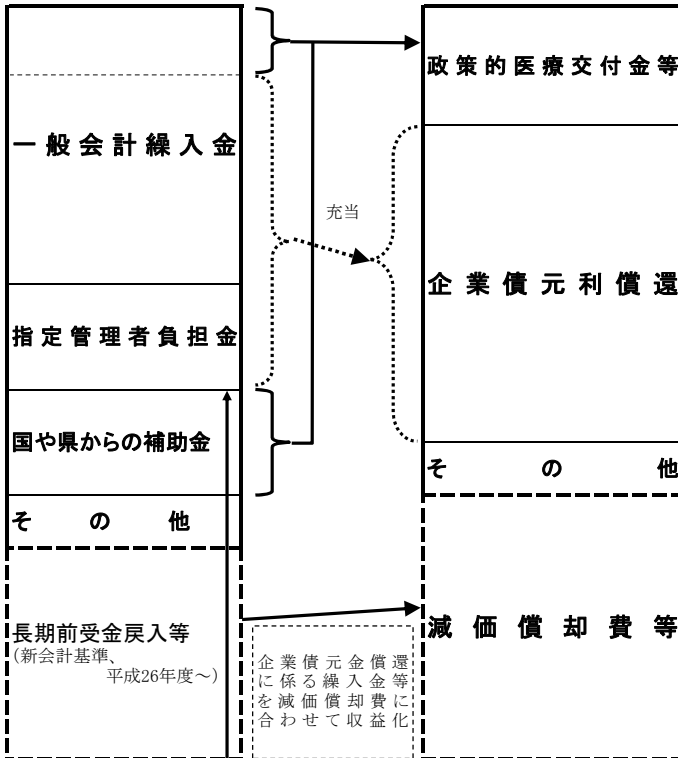 政策的医療交付金等
一般会計繰入金
充当
企業債元利償還
指定管理者負担金
国や県からの補助金
その他
その他
長期前受金戻入等
(新会計基準、
平成26年度~)
減価償却費等
企業債元金償還
に係る繰入金等
を減価償却費に
合わせて収益化